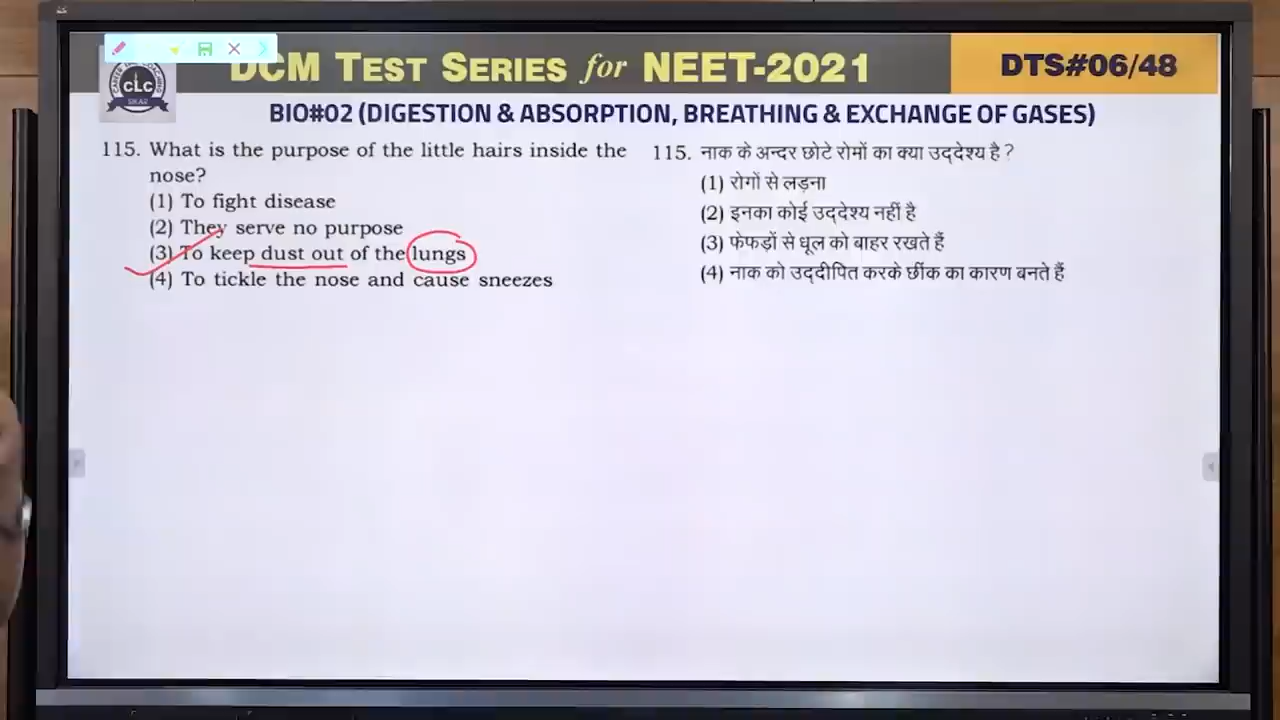 DCM TEST SERIES for NEET-2021
DTS#06/48
CLC
BIO#02 (DIGESTION & ABSORPTION, BREATHING & EXCHANGE OF GASES)
115. What is the purpose of the little hairs inside the
nose?
(1) To fight disease
(2) They serve no purpose
(3) To keep dust out of the lungs
(4) To tickle the nose and cause sneezes
115. नाक के अन्दर छोटे रोमों का क्या उद्देश्य है ?
(1) रोगों से लड़ना
(2) इनका कोई उद्देश्य नहीं है
(3) फेफड़ों से धूल को बाहर रखते हैं
(4) नाक को उद्दीपित करके छींक का कारण बनते हैं